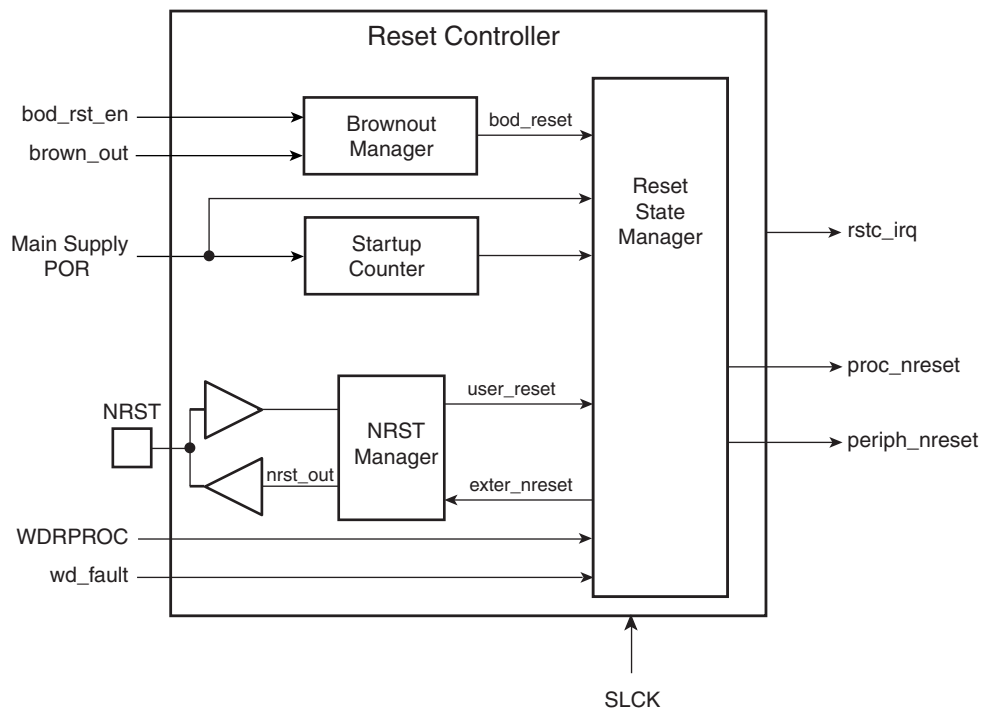 Reset Controller
bod_rst_en
brown_out
Brownout
Manager
bod_reset
Main Supply
POR
Startup
Counter
Reset
State
Manager
rstc_irq
proc_nreset
periph_nreset
NRST
nrst_out
NRST
Manager
user_reset
exter_nreset
WDRPROC
wd_fault
SLCK